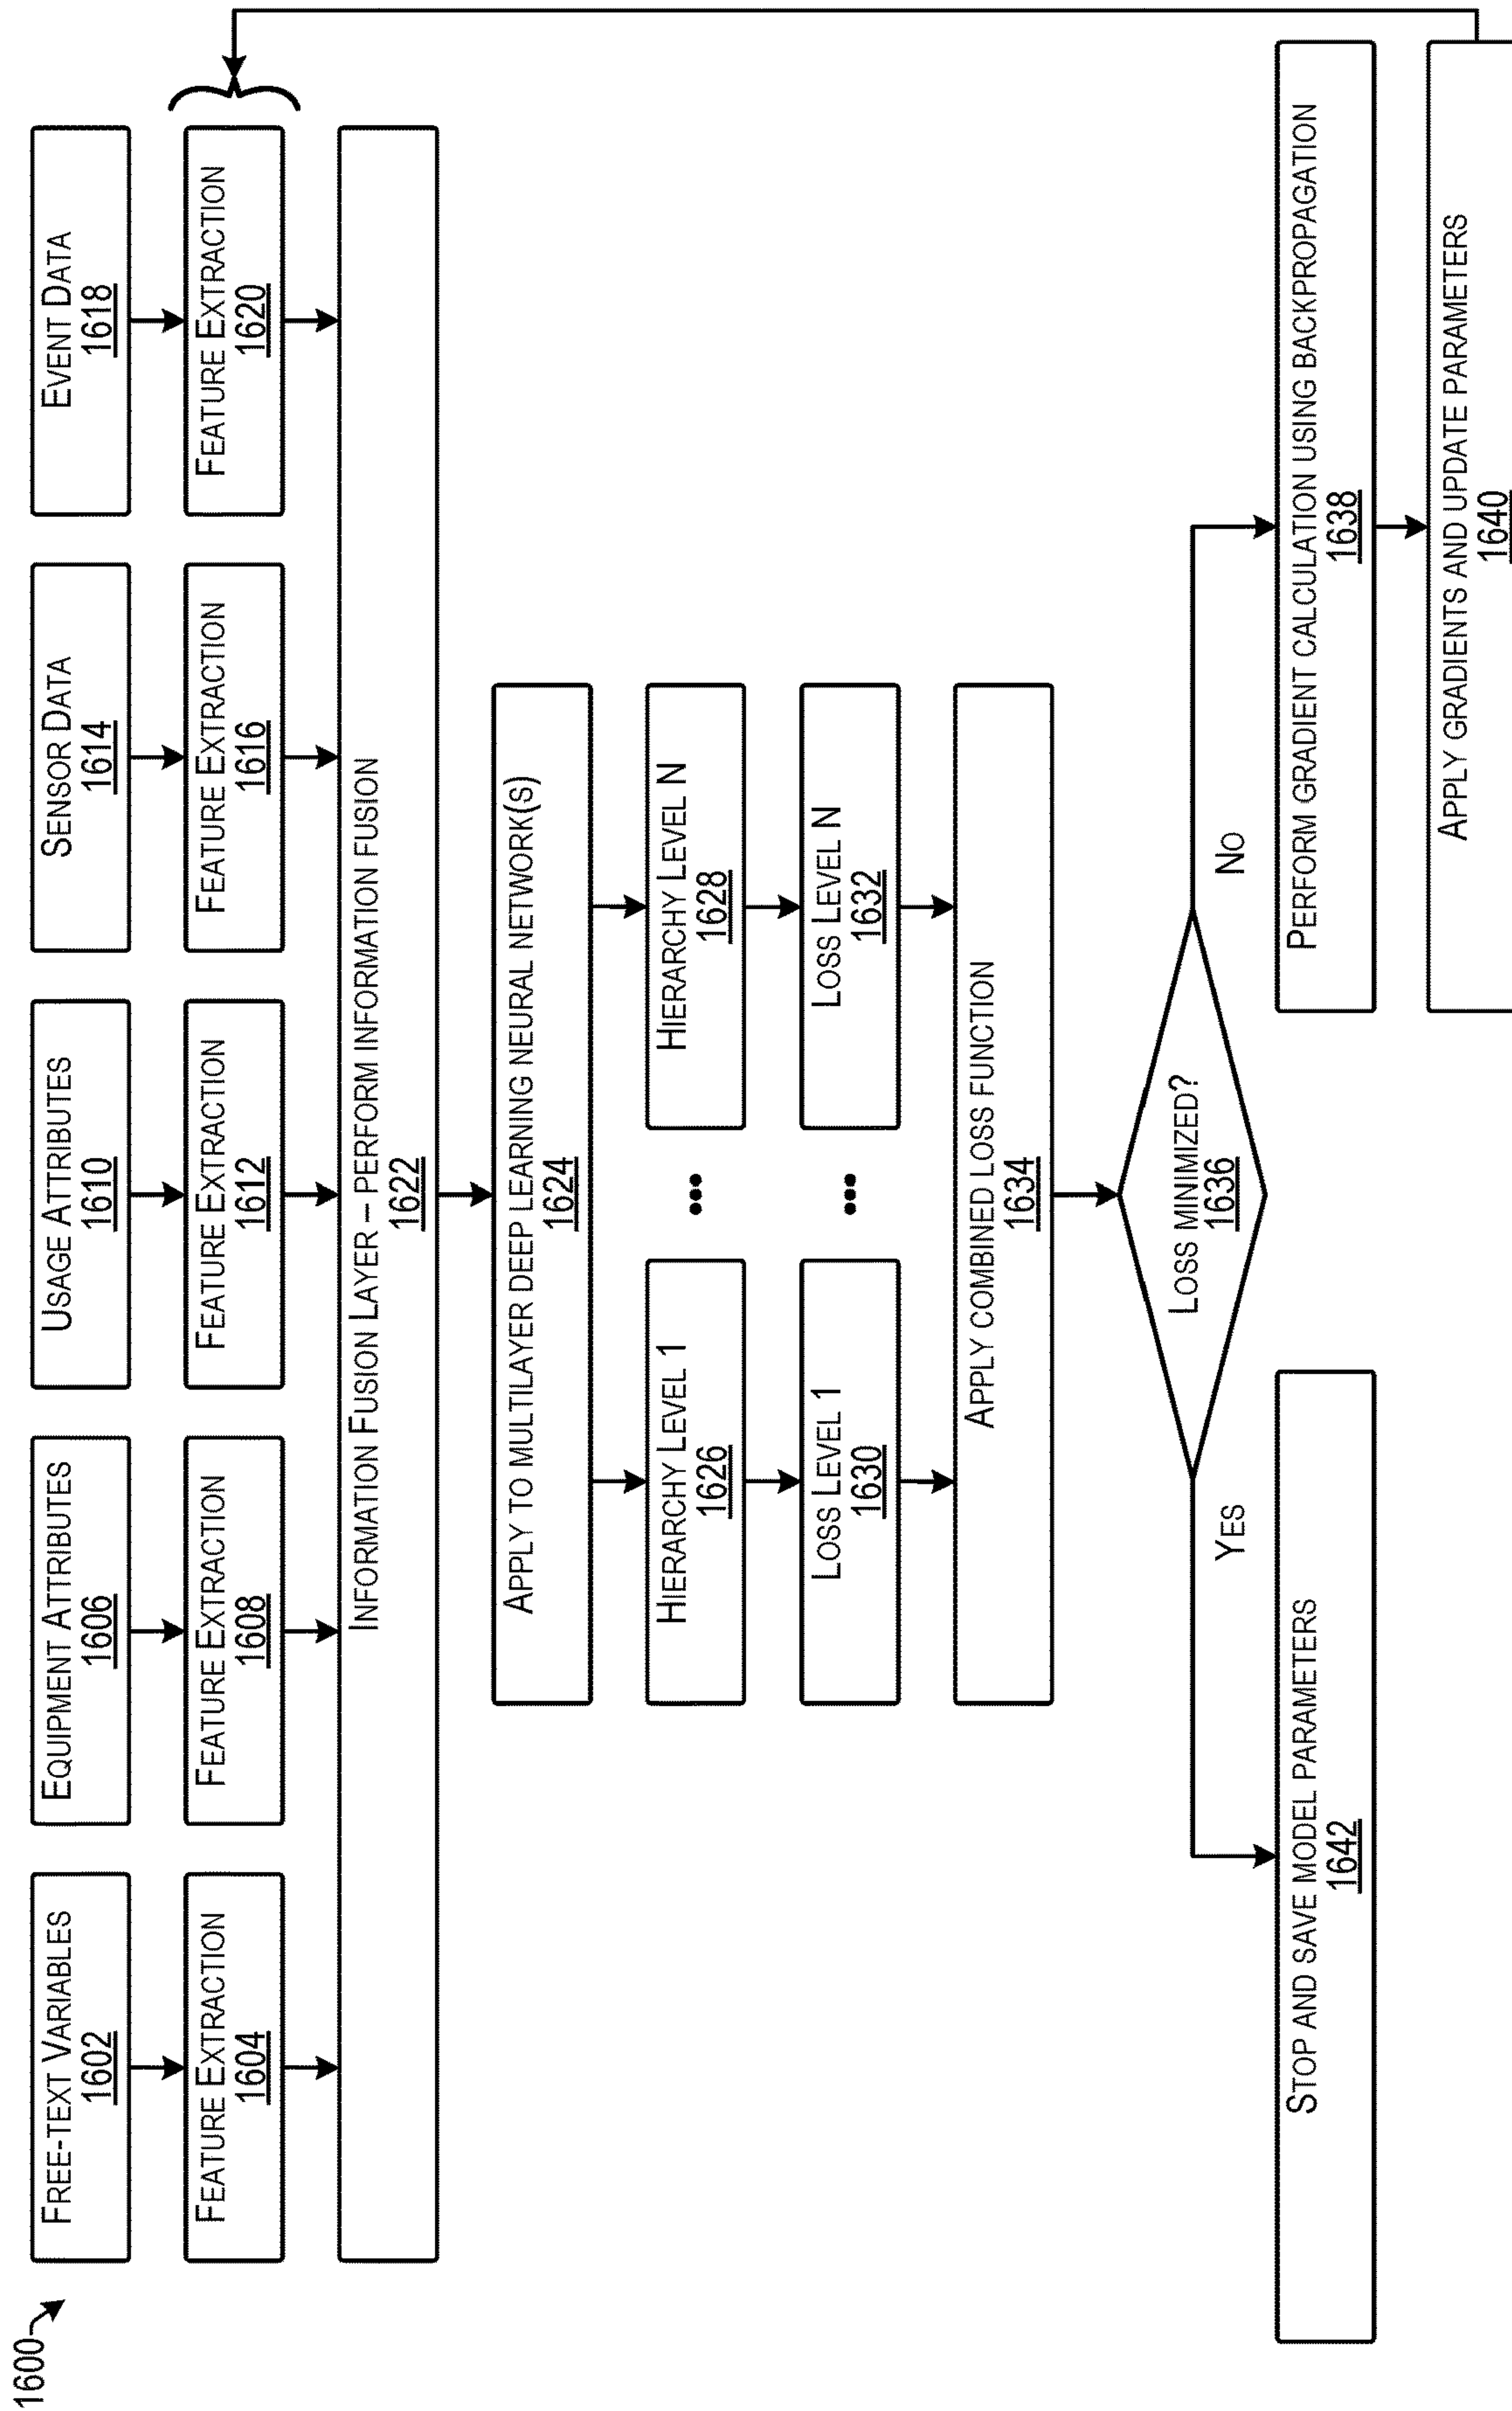 1600
FREE-TEXT VARIABLES
1602
EQUIPMENT ATTRIBUTES
1606
USAGE ATTRIBUTES
1610
SENSOR DATA
1614
EVENT DATA
1618
FEATURE EXTRACTION
1604
FEATURE EXTRACTION
1608
FEATURE EXTRACTION
1612
FEATURE EXTRACTION
1616
FEATURE EXTRACTION
1620
INFORMATION FUSION LAYER – PERFORM INFORMATION FUSION
1622
APPLY TO MULTILAYER DEEP LEARNING NEURAL NETWORK(S)
1624
HIERARCHY LEVEL 1
1626
...
HIERARCHY LEVEL N
1628
LOSS LEVEL 1
1630
...
LOSS LEVEL N
1632
APPLY COMBINED LOSS FUNCTION
1634
LOSS MINIMIZED?
1636
YES
NO
STOP AND SAVE MODEL PARAMETERS
1642
PERFORM GRADIENT CALCULATION USING BACKPROPAGATION
1638
APPLY GRADIENTS AND UPDATE PARAMETERS
1640